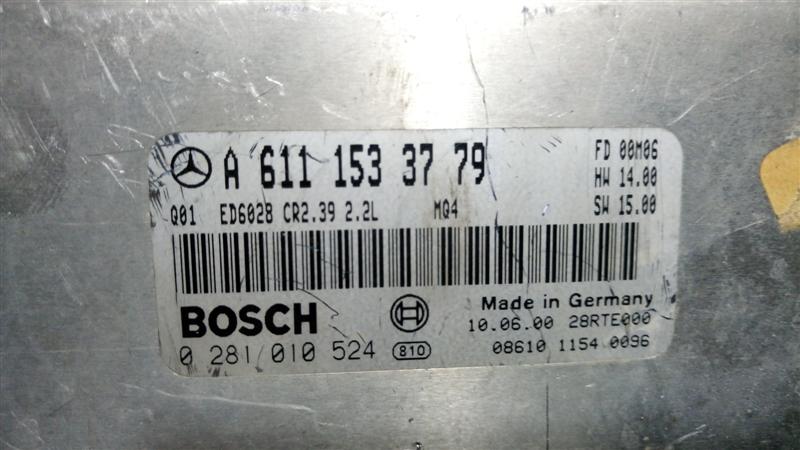 A 611 153 37 79
FD 00M06
HW 14.00
Q01 ED6028 CR2.39 2.2L MQ4
SW 15.00
BOSCH
Made in Germany
10.06.00 28RTE000
0 281 010 524 810
08610 1154 0096